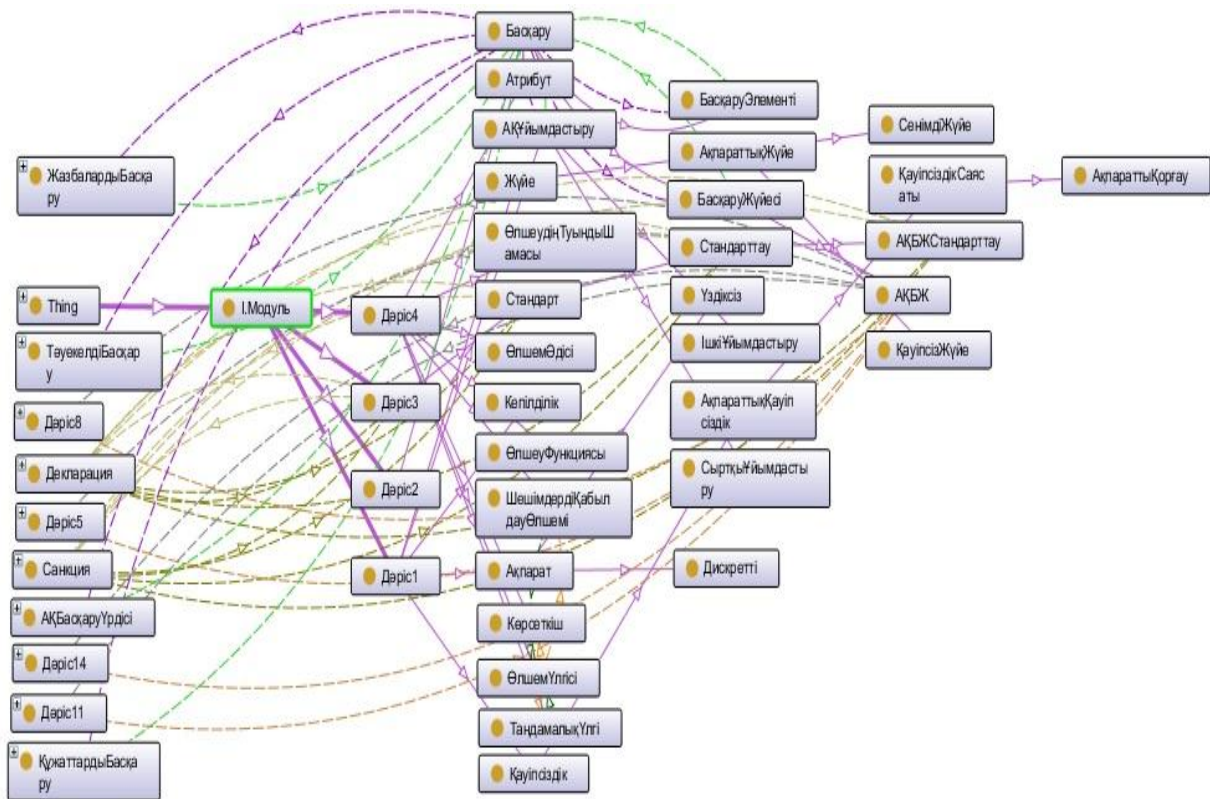 ЖазбалардыБасқа
ру
Thing
ТәуекелдіБасқар
у
Дәріс8
Декларация
Дәріс5
Санкция
АҚБасқаруҮрдісі
Дәріс14
Дәріс11
ҚұжаттардыБасқа
ру
I.Модуль
Дәріс4
Дәріс3
Дәріс2
Дәріс1
Басқару
Атрибут
АҚҰйымдастыру
Жүйе
ӨлшеудіңТуындыШ
амасы
Стандарт
ӨлшемӘдісі
Кепілділік
ӨлшеуФункциясы
ШешімдердіҚабыл
дауӨлшемі
Ақпарат
Көрсеткіш
ӨлшемҮлгісі
ТаңдамалықҮлгі
Қауіпсіздік
БасқаруЭлементі
АқпараттықЖүйе
БасқаруЖүйесі
Стандарттау
Үздіксіз
ІшкіҰйымдастыру
АқпараттықҚауіп
сіздік
СыртқыҰйымдасты
ру
Дискретті
СенімдіЖүйе
ҚауіпсіздікСаяс
аты
АҚБЖСтандарттау
АҚБЖ
ҚауіпсізЖүйе
АқпараттыҚорғау